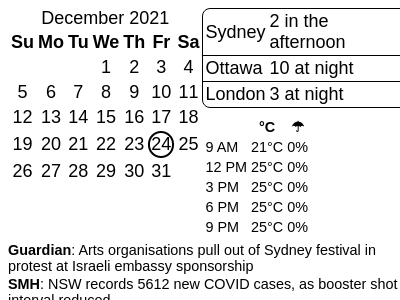 December 2021
Su Mo Tu We Th Fr Sa
1 2 3 4
5 6 7 8 9 10 11
12 13 14 15 16 17 18
19 20 21 22 23 24 25
26 27 28 29 30 31
Sydney 2 in the
afternoon
Ottawa 10 at night
London 3 at night
°C ☂
9 AM 21°C 0%
12 PM 25°C 0%
3 PM 25°C 0%
6 PM 25°C 0%
9 PM 25°C 0%
Guardian: Arts organisations pull out of Sydney festival in
protest at Israeli embassy sponsorship
SMH: NSW records 5612 new COVID cases, as booster shot
interval reduced